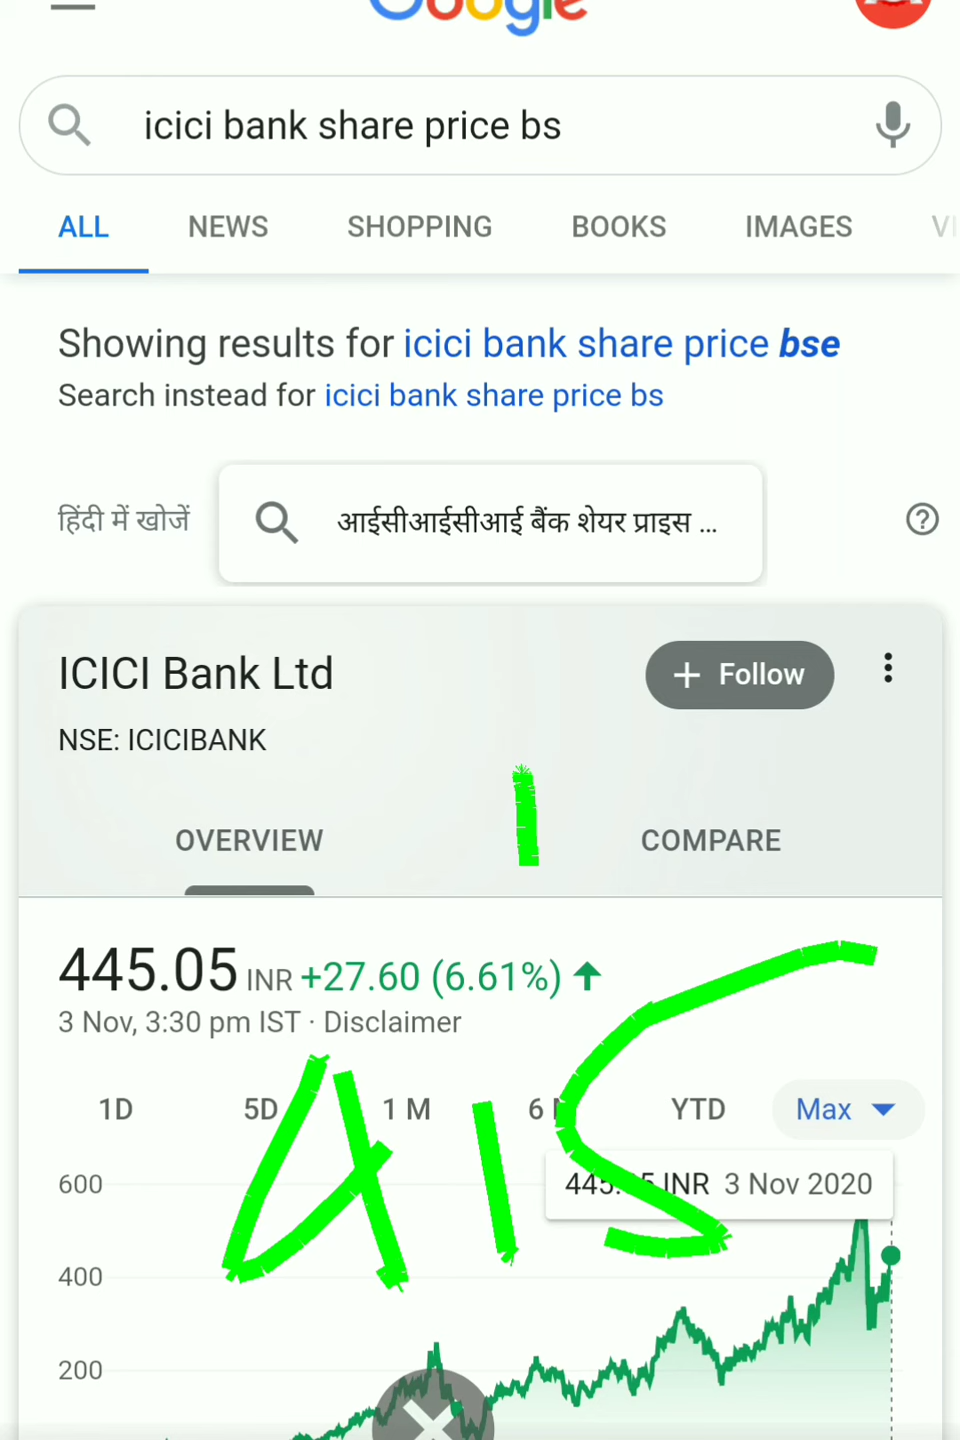 Google
icici bank share price bs
ALL NEWS SHOPPING BOOKS IMAGES
Showing results for icici bank share price bse
Search instead for icici bank share price bs
हिंदी में खोजें आईसीआईसीआई बैंक शेयर प्राइस ...
ICICI Bank Ltd
+ Follow
NSE: ICICIBANK
OVERVIEW COMPARE
445.05 INR +27.60 (6.61%)
3 Nov, 3:30 pm IST · Disclaimer
1D 5D 1 M 6 YTD Max
INR 3 Nov 2020
600
400
200